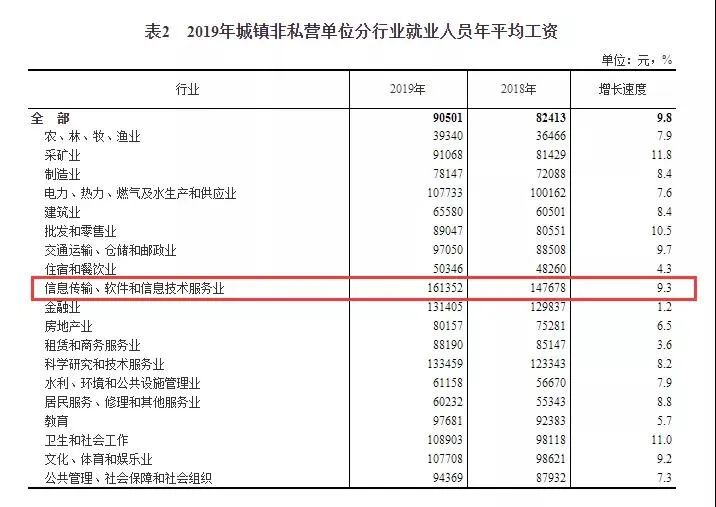 表2 2019年城镇非私营单位分行业就业人员年平均工资
单位：元，%
行业 2019年 2018年 增长速度
全 部 90501 82413 9.8
农、林、牧、渔业 39340 36466 7.9
采矿业 91068 81429 11.8
制造业 78147 72088 8.4
电力、热力、燃气及水生产和供应业 107733 100162 7.6
建筑业 65580 60501 8.4
批发和零售业 89047 80551 10.5
交通运输、仓储和邮政业 97050 88508 9.7
住宿和餐饮业 50346 48260 4.3
信息传输、软件和信息技术服务业 161352 147678 9.3
金融业 131405 129837 1.2
房地产业 80157 75281 6.5
租赁和商务服务业 88190 85147 3.6
科学研究和技术服务业 133459 123343 8.2
水利、环境和公共设施管理业 61158 56670 7.9
居民服务、修理和其他服务业 60232 55343 8.8
教育 97681 92383 5.7
卫生和社会工作 108903 98118 11.0
文化、体育和娱乐业 107708 98621 9.2
公共管理、社会保障和社会组织 94369 87932 7.3